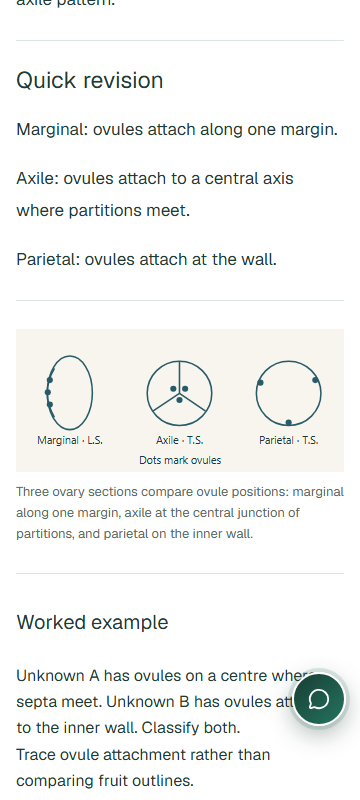 axile pattern.
Quick revision
Marginal: ovules attach along one margin.
Axile: ovules attach to a central axis
where partitions meet.
Parietal: ovules attach at the wall.
Marginal · L.S.
Axile · T.S.
Parietal · T.S.
Dots mark ovules
Three ovary sections compare ovule positions: marginal
along one margin, axile at the central junction of
partitions, and parietal on the inner wall.
Worked example
Unknown A has ovules on a centre where
septa meet. Unknown B has ovules
to the inner wall. Classify both.
Trace ovule attachment rather than
comparing fruit outlines.